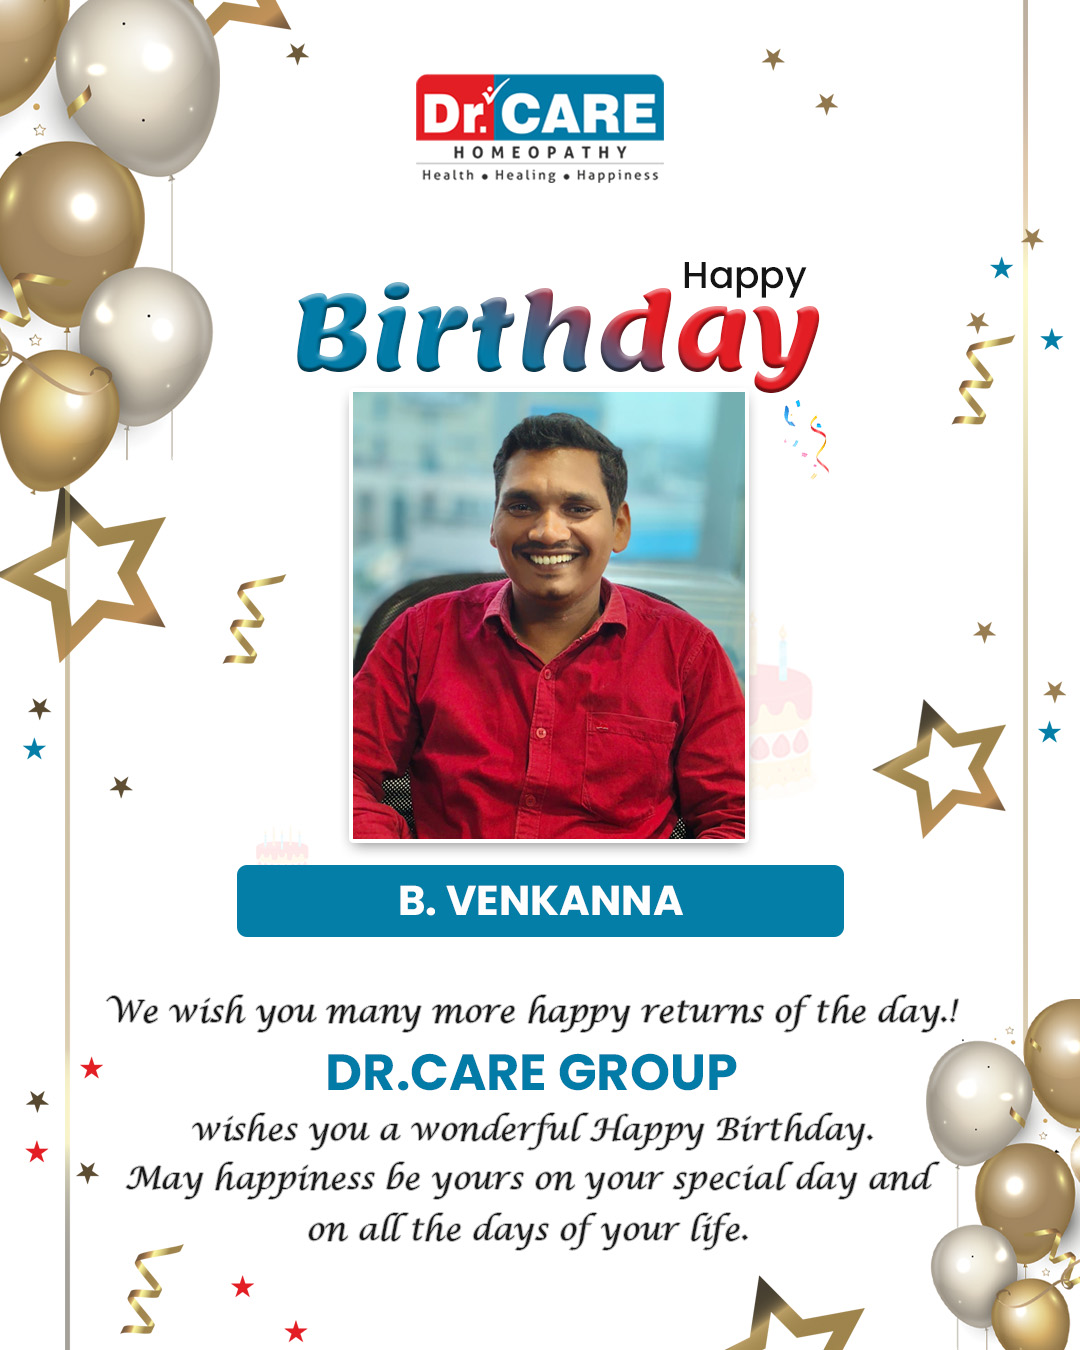 Dr. CARE
HOMEOPATHY
Health • Healing • Happiness
Happy
Birthday
B. VENKANNA
We wish you many more happy returns of the day.!
DR.CARE GROUP
wishes you a wonderful Happy Birthday.
May happiness be yours on your special day and
on all the days of your life.